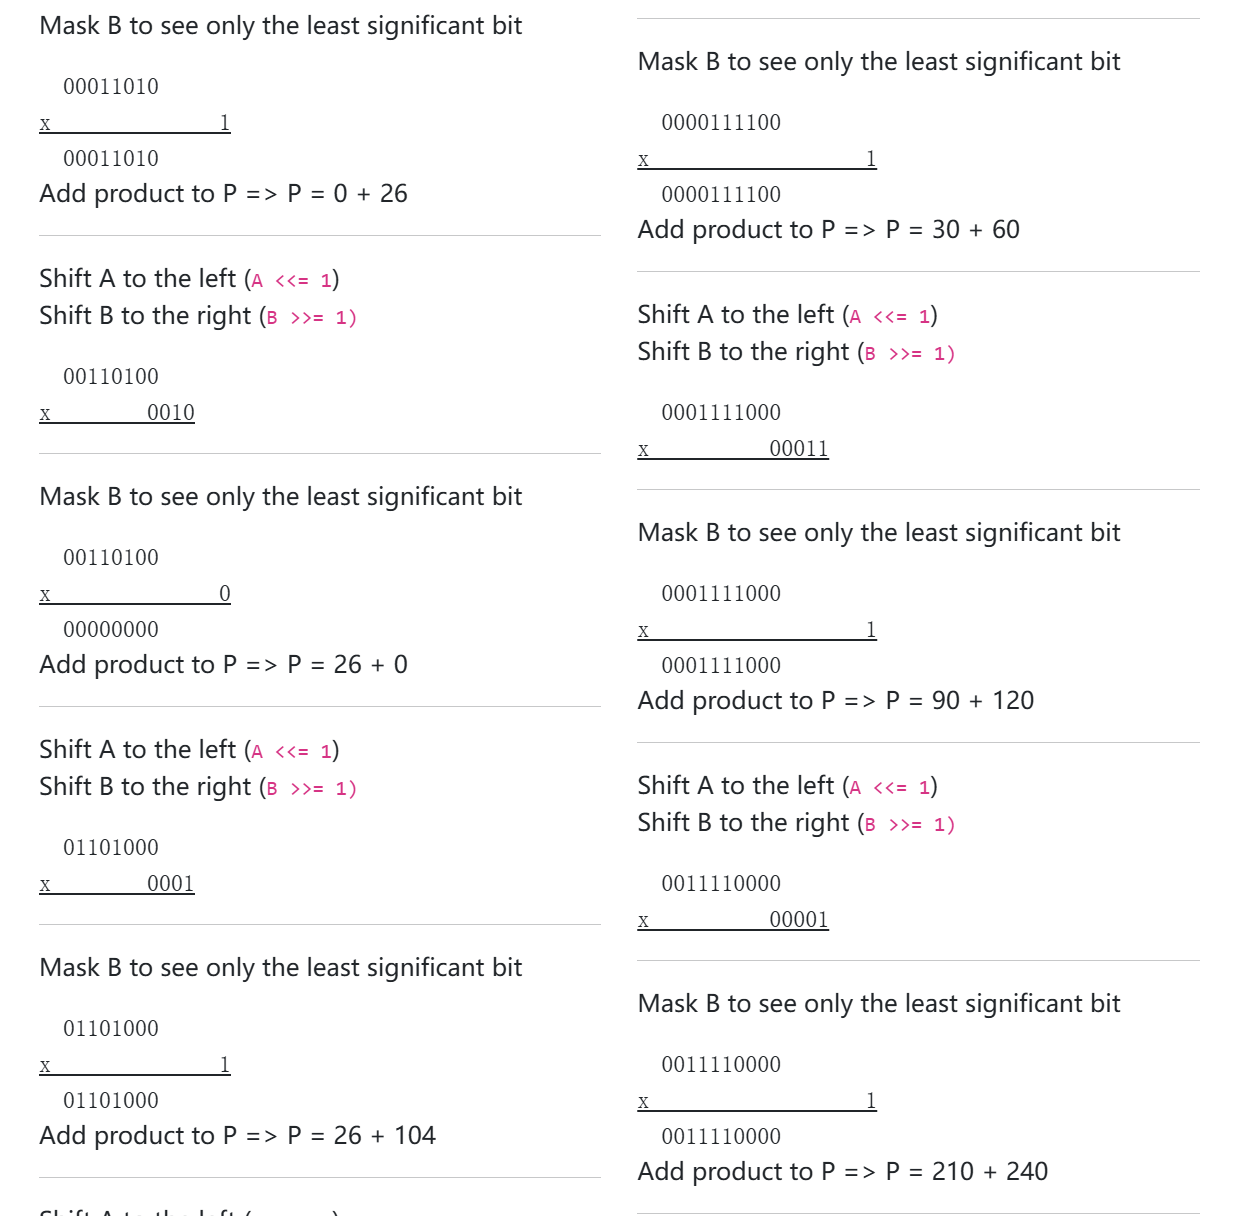 Mask B to see only the least significant bit
00011010
x 1
00011010
Add product to P => P = 0 + 26
Shift A to the left (A <<= 1)
Shift B to the right (B >>= 1)
00110100
x 0010
Mask B to see only the least significant bit
00110100
x 0
00000000
Add product to P => P = 26 + 0
Shift A to the left (A <<= 1)
Shift B to the right (B >>= 1)
01101000
x 0001
Mask B to see only the least significant bit
01101000
x 1
01101000
Add product to P => P = 26 + 104
Shift A to the left (
Mask B to see only the least significant bit
0000111100
x 1
0000111100
Add product to P => P = 30 + 60
Shift A to the left (A <<= 1)
Shift B to the right (B >>= 1)
0001111000
x 00011
Mask B to see only the least significant bit
0001111000
x 1
0001111000
Add product to P => P = 90 + 120
Shift A to the left (A <<= 1)
Shift B to the right (B >>= 1)
0011110000
x 00001
Mask B to see only the least significant bit
0011110000
x 1
0011110000
Add product to P => P = 210 + 240